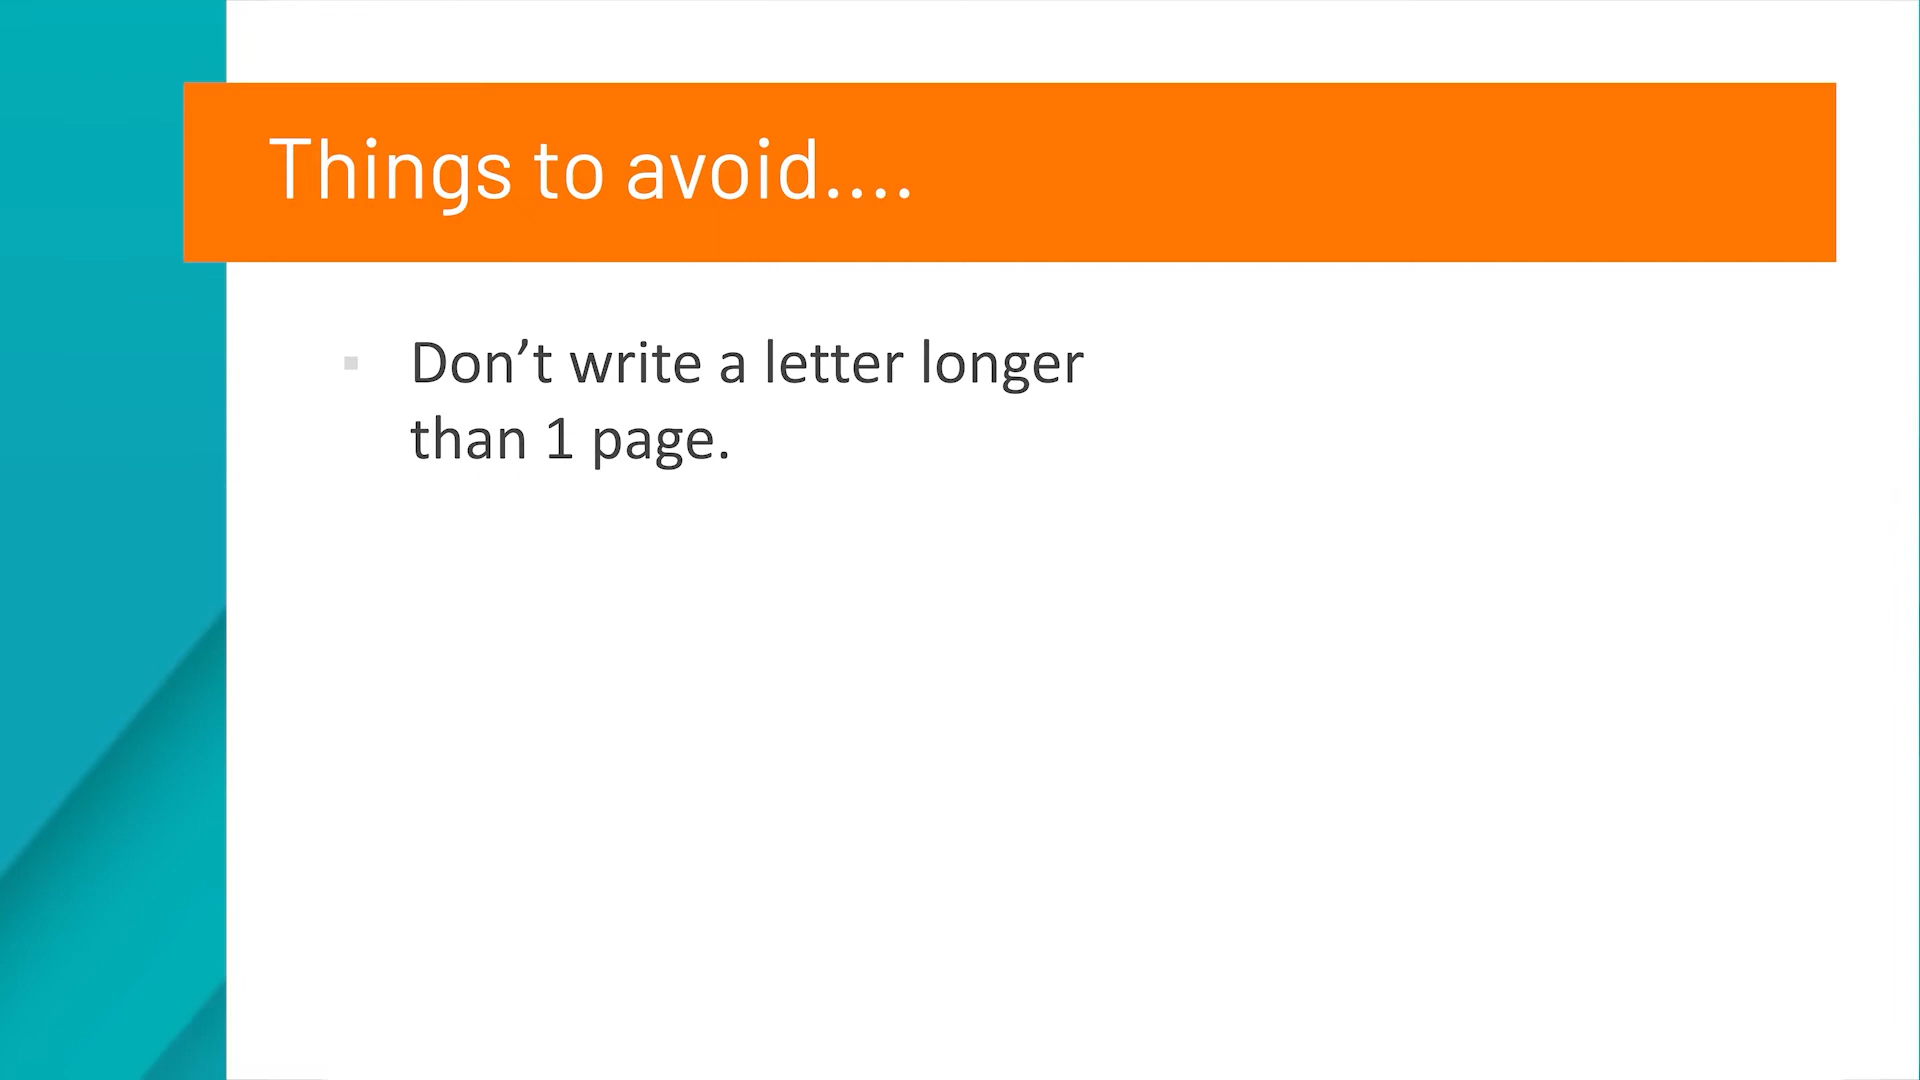 Things to avoid....
Don’t write a letter longer
than 1 page.